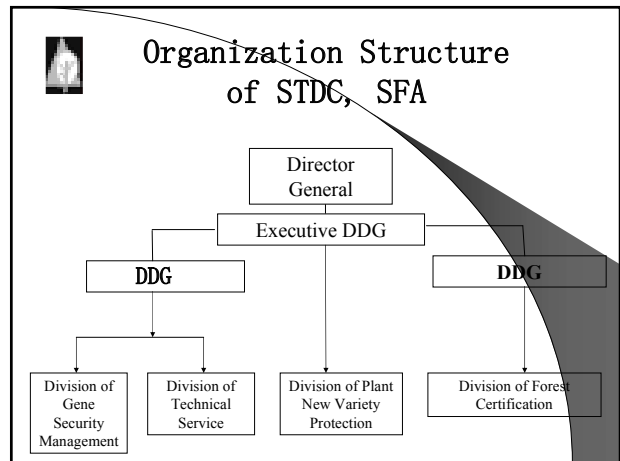 Organization Structure
of STDC, SFA
Director
General
Executive DDG
DDG
DDG
Division of
Gene
Security
Management
Division of
Technical
Service
Division of Plant
New Variety
Protection
Division of Forest
Certification